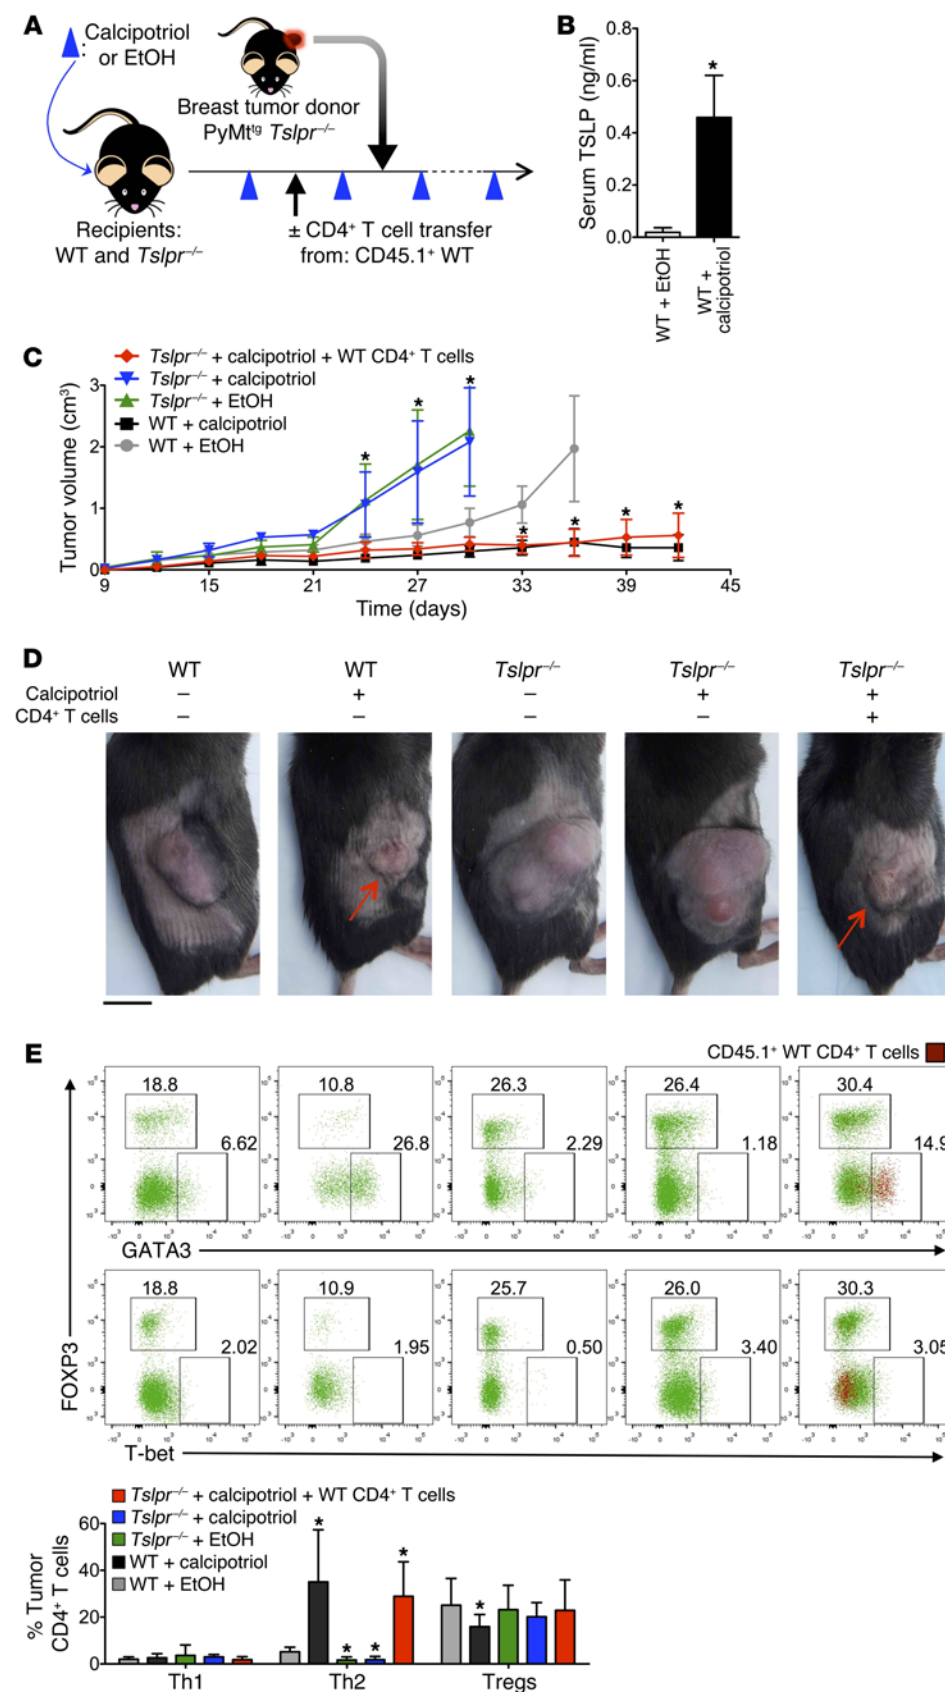 A
Calcipotriol
or EtOH
Breast tumor donor
PyMt^tg Tslpr^–/–
Recipients:
WT and Tslpr^–/–
± CD4⁺ T cell transfer
from: CD45.1⁺ WT
B
Serum TSLP (ng/ml)
0.8
0.6
0.4
0.2
0.0
*
WT + EtOH
WT +
calcipotriol
C
Tslpr^–/– + calcipotriol + WT CD4⁺ T cells
Tslpr^–/– + calcipotriol
Tslpr^–/– + EtOH
WT + calcipotriol
WT + EtOH
Tumor volume (cm³)
3
2
1
0
* * * * * * *
9 15 21 27 33 39 45
Time (days)
D
WT WT Tslpr^–/– Tslpr^–/– Tslpr^–/–
Calcipotriol – + – + +
CD4⁺ T cells – – – – +
E
CD45.1⁺ WT CD4⁺ T cells
18.8 10.8 26.3 26.4 30.4
6.62 26.8 2.29 1.18 14.9
GATA3
18.8 10.9 25.7 26.0 30.3
2.02 1.95 0.50 3.40 3.05
FOXP3
T-bet
Tslpr^–/– + calcipotriol + WT CD4⁺ T cells
Tslpr^–/– + calcipotriol
Tslpr^–/– + EtOH
WT + calcipotriol
WT + EtOH
% Tumor
CD4⁺ T cells
60
40
20
0
* * * * *
Th1 Th2 Tregs